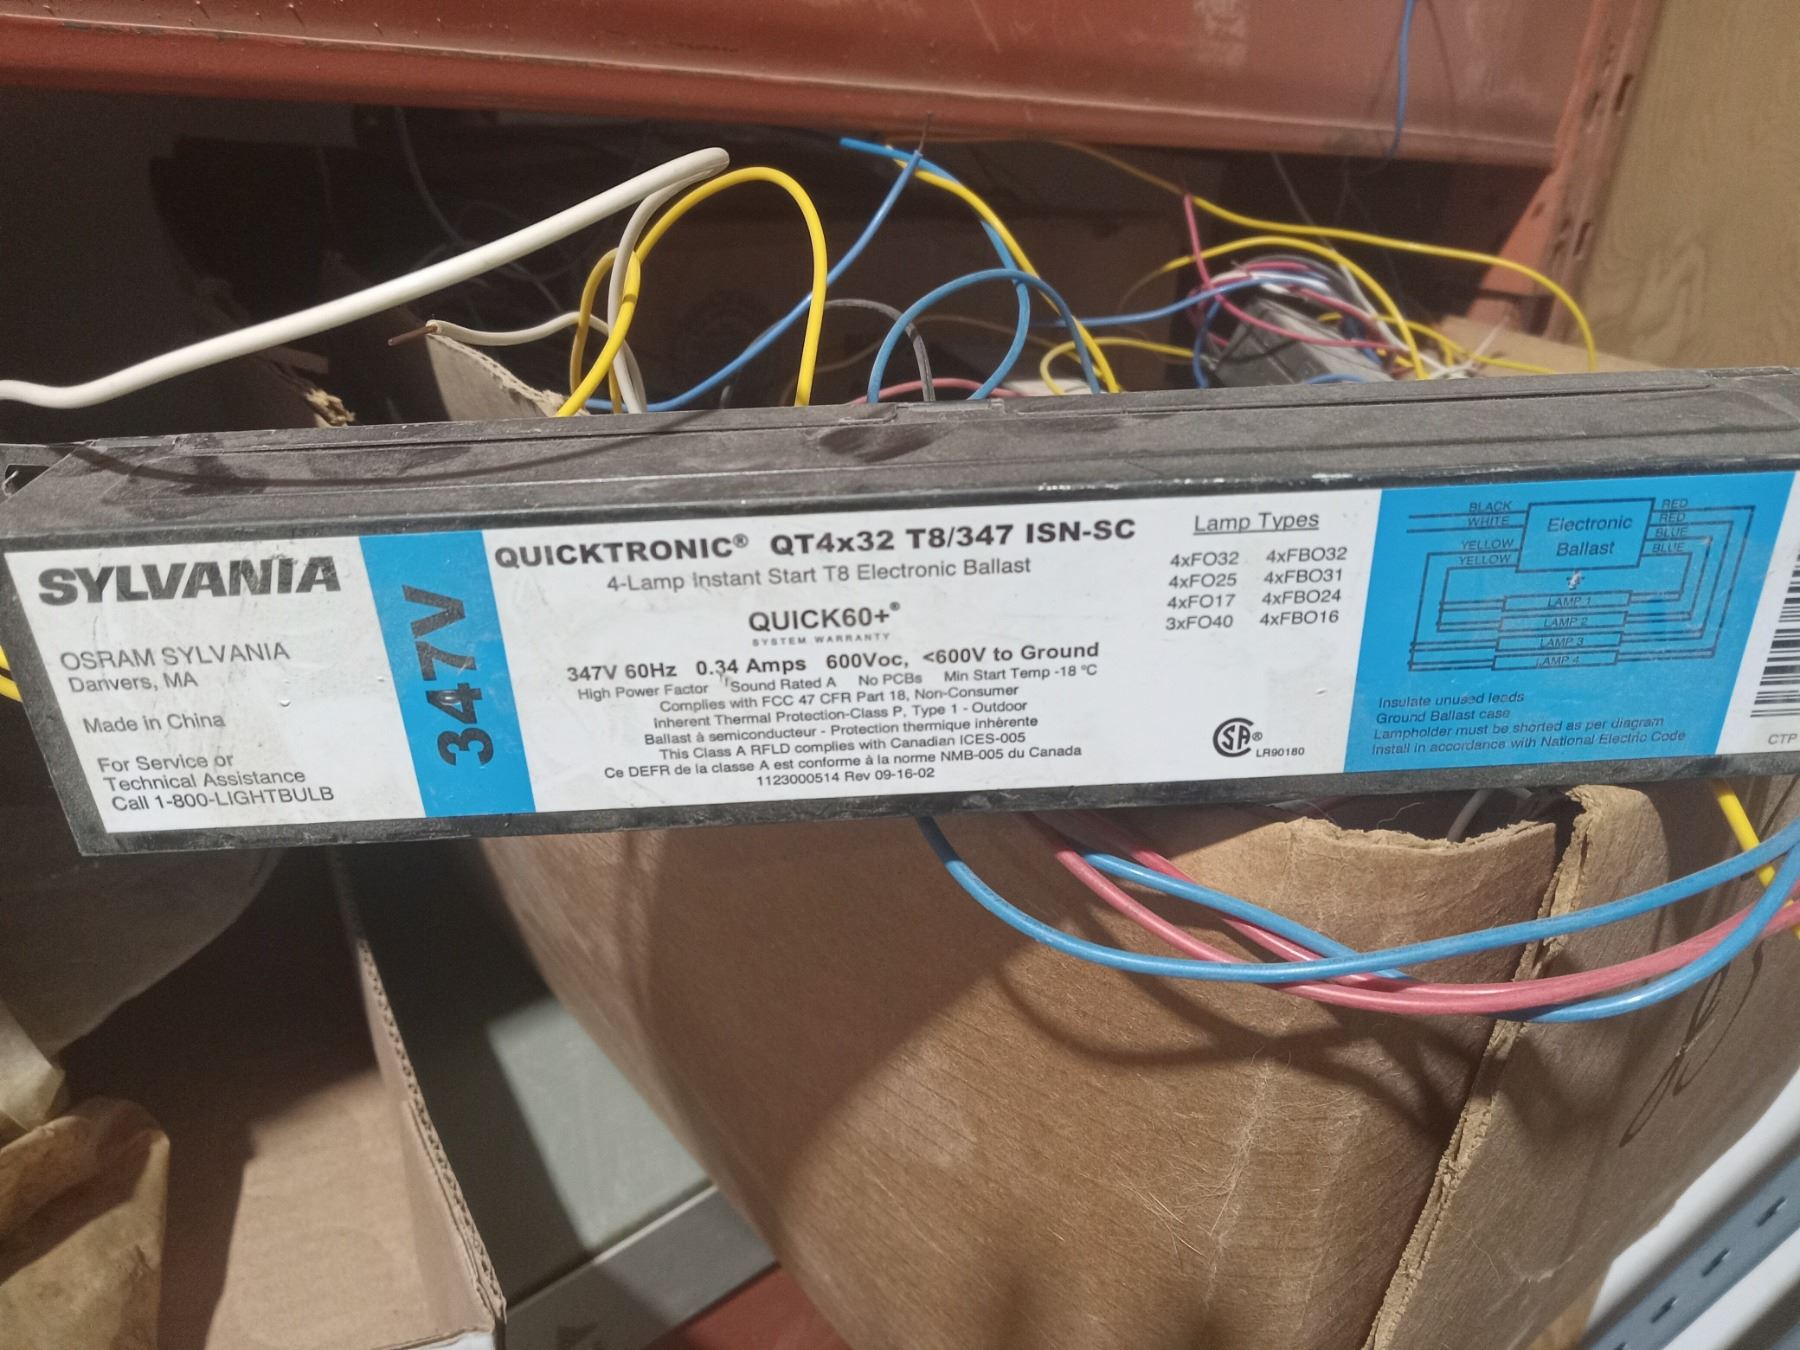 SYLVANIA
OSRAM SYLVANIA
Danvers, MA
Made in China
For Service or
Technical Assistance
Call 1-800-LIGHTBULB
347V
QUICKTRONIC® QT4x32 T8/347 ISN-SC
4-Lamp Instant Start T8 Electronic Ballast
QUICK60+®
SYSTEM WARRANTY
347V 60Hz 0.34 Amps 600Voc, <600V to Ground
High Power Factor Sound Rated A No PCBs Min Start Temp -18 °C
Complies with FCC 47 CFR Part 18, Non-Consumer
Inherent Thermal Protection-Class P, Type 1 - Outdoor
Ballast à semiconducteur - Protection thermique inhérente
This Class A RFLD complies with Canadian ICES-005
Ce DEFR de la classe A est conforme à la norme NMB-005 du Canada
1123000514 Rev 09-16-02
Lamp Types
4xFO32 4xFBO32
4xFO25 4xFBO31
4xFO17 4xFBO24
3xFO40 4xFBO16
SA®
LR90180
BLACK
WHITE
YELLOW
YELLOW
Electronic
Ballast
RED
RED
BLUE
BLUE
LAMP 1
LAMP 2
LAMP 3
LAMP 4
Insulate unused leads
Ground Ballast case
Lampholder must be shorted as per diagram
Install in accordance with National Electric Code
CTP